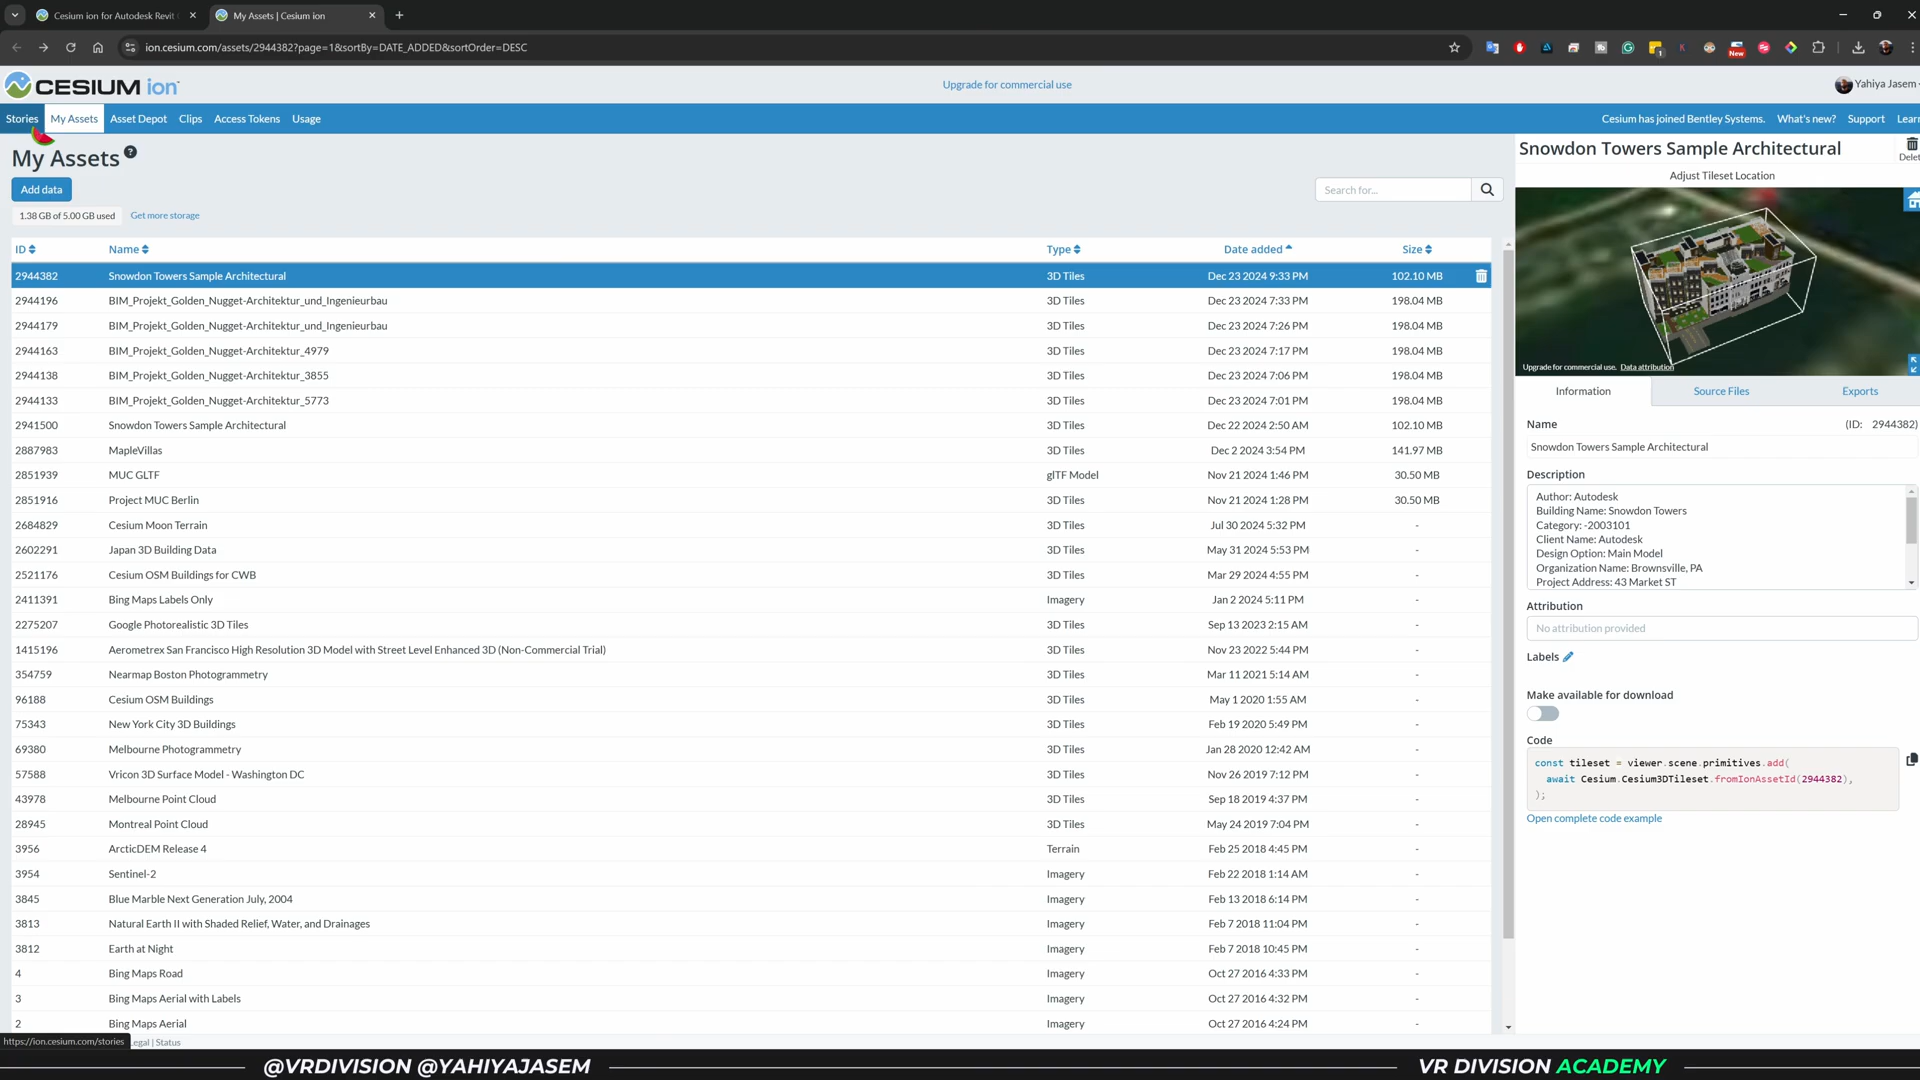 Cesium ion for Autodesk Revit
My Assets | Cesium ion
ion.cesium.com/assets/2944382?page=1&sortBy=DATE_ADDED&sortOrder=DESC
New
CESIUM ion
Upgrade for commercial use
Yahiya Jasem
Stories My Assets Asset Depot Clips Access Tokens Usage
Cesium has joined Bentley Systems. What's new? Support Learn
My Assets ?
Add data
Search for...
1.38 GB of 5.00 GB used Get more storage
ID Name Type Date added Size
2944382 Snowdon Towers Sample Architectural 3D Tiles Dec 23 2024 9:33 PM 102.10 MB
2944196 BIM_Projekt_Golden_Nugget-Architektur_und_Ingenieurbau 3D Tiles Dec 23 2024 7:33 PM 198.04 MB
2944179 BIM_Projekt_Golden_Nugget-Architektur_und_Ingenieurbau 3D Tiles Dec 23 2024 7:26 PM 198.04 MB
2944163 BIM_Projekt_Golden_Nugget-Architektur_4979 3D Tiles Dec 23 2024 7:17 PM 198.04 MB
2944138 BIM_Projekt_Golden_Nugget-Architektur_3855 3D Tiles Dec 23 2024 7:06 PM 198.04 MB
2944133 BIM_Projekt_Golden_Nugget-Architektur_5773 3D Tiles Dec 23 2024 7:01 PM 198.04 MB
2941500 Snowdon Towers Sample Architectural 3D Tiles Dec 22 2024 2:50 AM 102.10 MB
2887983 MapleVillas 3D Tiles Dec 2 2024 3:54 PM 141.97 MB
2851939 MUC GLTF glTF Model Nov 21 2024 1:46 PM 30.50 MB
2851916 Project MUC Berlin 3D Tiles Nov 21 2024 1:28 PM 30.50 MB
2684829 Cesium Moon Terrain 3D Tiles Jul 30 2024 5:32 PM -
2602291 Japan 3D Building Data 3D Tiles May 31 2024 5:53 PM -
2521176 Cesium OSM Buildings for CWB 3D Tiles Mar 29 2024 4:55 PM -
2411391 Bing Maps Labels Only Imagery Jan 2 2024 5:11 PM -
2275207 Google Photorealistic 3D Tiles 3D Tiles Sep 13 2023 2:15 AM -
1415196 Aerometrex San Francisco High Resolution 3D Model with Street Level Enhanced 3D (Non-Commercial Trial) 3D Tiles Nov 23 2022 5:44 PM -
354759 Nearmap Boston Photogrammetry 3D Tiles Mar 11 2021 5:14 AM -
96188 Cesium OSM Buildings 3D Tiles May 1 2020 1:55 AM -
75343 New York City 3D Buildings 3D Tiles Feb 19 2020 5:49 PM -
69380 Melbourne Photogrammetry 3D Tiles Jan 28 2020 12:42 AM -
57588 Vricon 3D Surface Model - Washington DC 3D Tiles Nov 26 2019 7:12 PM -
43978 Melbourne Point Cloud 3D Tiles Sep 18 2019 4:37 PM -
28945 Montreal Point Cloud 3D Tiles May 24 2019 7:04 PM -
3956 ArcticDEM Release 4 Terrain Feb 25 2018 4:45 PM -
3954 Sentinel-2 Imagery Feb 22 2018 1:14 AM -
3845 Blue Marble Next Generation July, 2004 Imagery Feb 13 2018 6:14 PM -
3813 Natural Earth II with Shaded Relief, Water, and Drainages Imagery Feb 7 2018 11:04 PM -
3812 Earth at Night Imagery Feb 7 2018 10:45 PM -
4 Bing Maps Road Imagery Oct 27 2016 4:33 PM -
3 Bing Maps Aerial with Labels Imagery Oct 27 2016 4:32 PM -
2 Bing Maps Aerial Imagery Oct 27 2016 4:24 PM -
https://ion.cesium.com/stories egal | Status
Snowdon Towers Sample Architectural
Delet
Adjust Tileset Location
Upgrade for commercial use. Data attribution
Information Source Files Exports
Name (ID: 2944382)
Snowdon Towers Sample Architectural
Description
Author: Autodesk
Building Name: Snowdon Towers
Category: -2003101
Client Name: Autodesk
Design Option: Main Model
Organization Name: Brownsville, PA
Project Address: 43 Market ST
Attribution
No attribution provided
Labels
Make available for download
Code
const tileset = viewer.scene.primitives.add(
await Cesium.Cesium3DTileset.fromIonAssetId(2944382),
);
Open complete code example
@VRDIVISION @YAHIYAJASEM
VR DIVISION ACADEMY